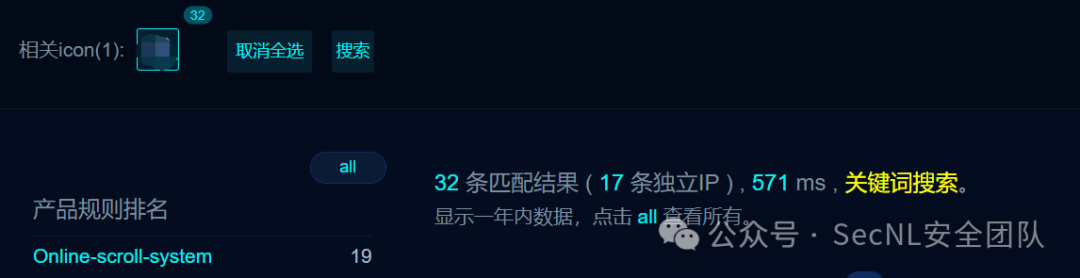 32
相关icon(1): 取消全选 搜索
all
32 条匹配结果 ( 17 条独立IP ) , 571 ms , 关键词搜索。
显示一年内数据，点击 all 查看所有。
产品规则排名
公众号 · SecNL安全团队
Online-scroll-system 19